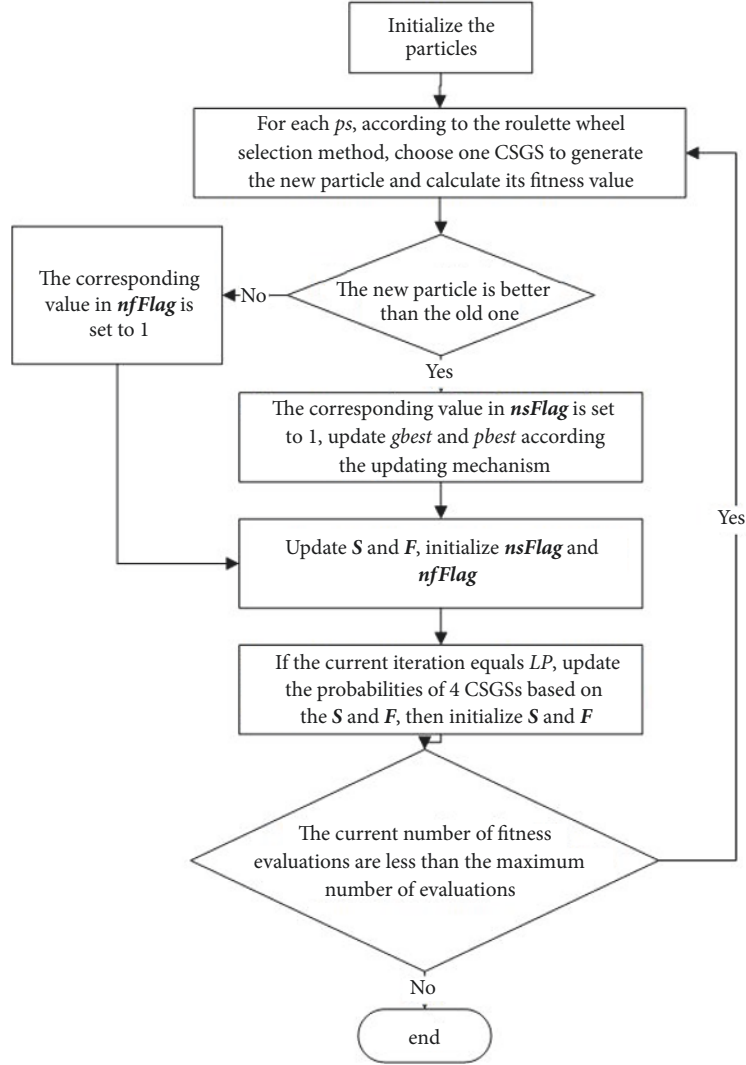 Initialize the
particles
For each ps, according to the roulette wheel
selection method, choose one CSGS to generate
the new particle and calculate its fitness value
The new particle is better
than the old one
No
The corresponding
value in nfFlag is
set to 1
Yes
The corresponding value in nsFlag is set
to 1, update gbest and pbest according
the updating mechanism
Update S and F, initialize nsFlag and
nfFlag
If the current iteration equals LP, update
the probabilities of 4 CSGSs based on
the S and F, then initialize S and F
The current number of fitness
evaluations are less than the maximum
number of evaluations
Yes
No
end